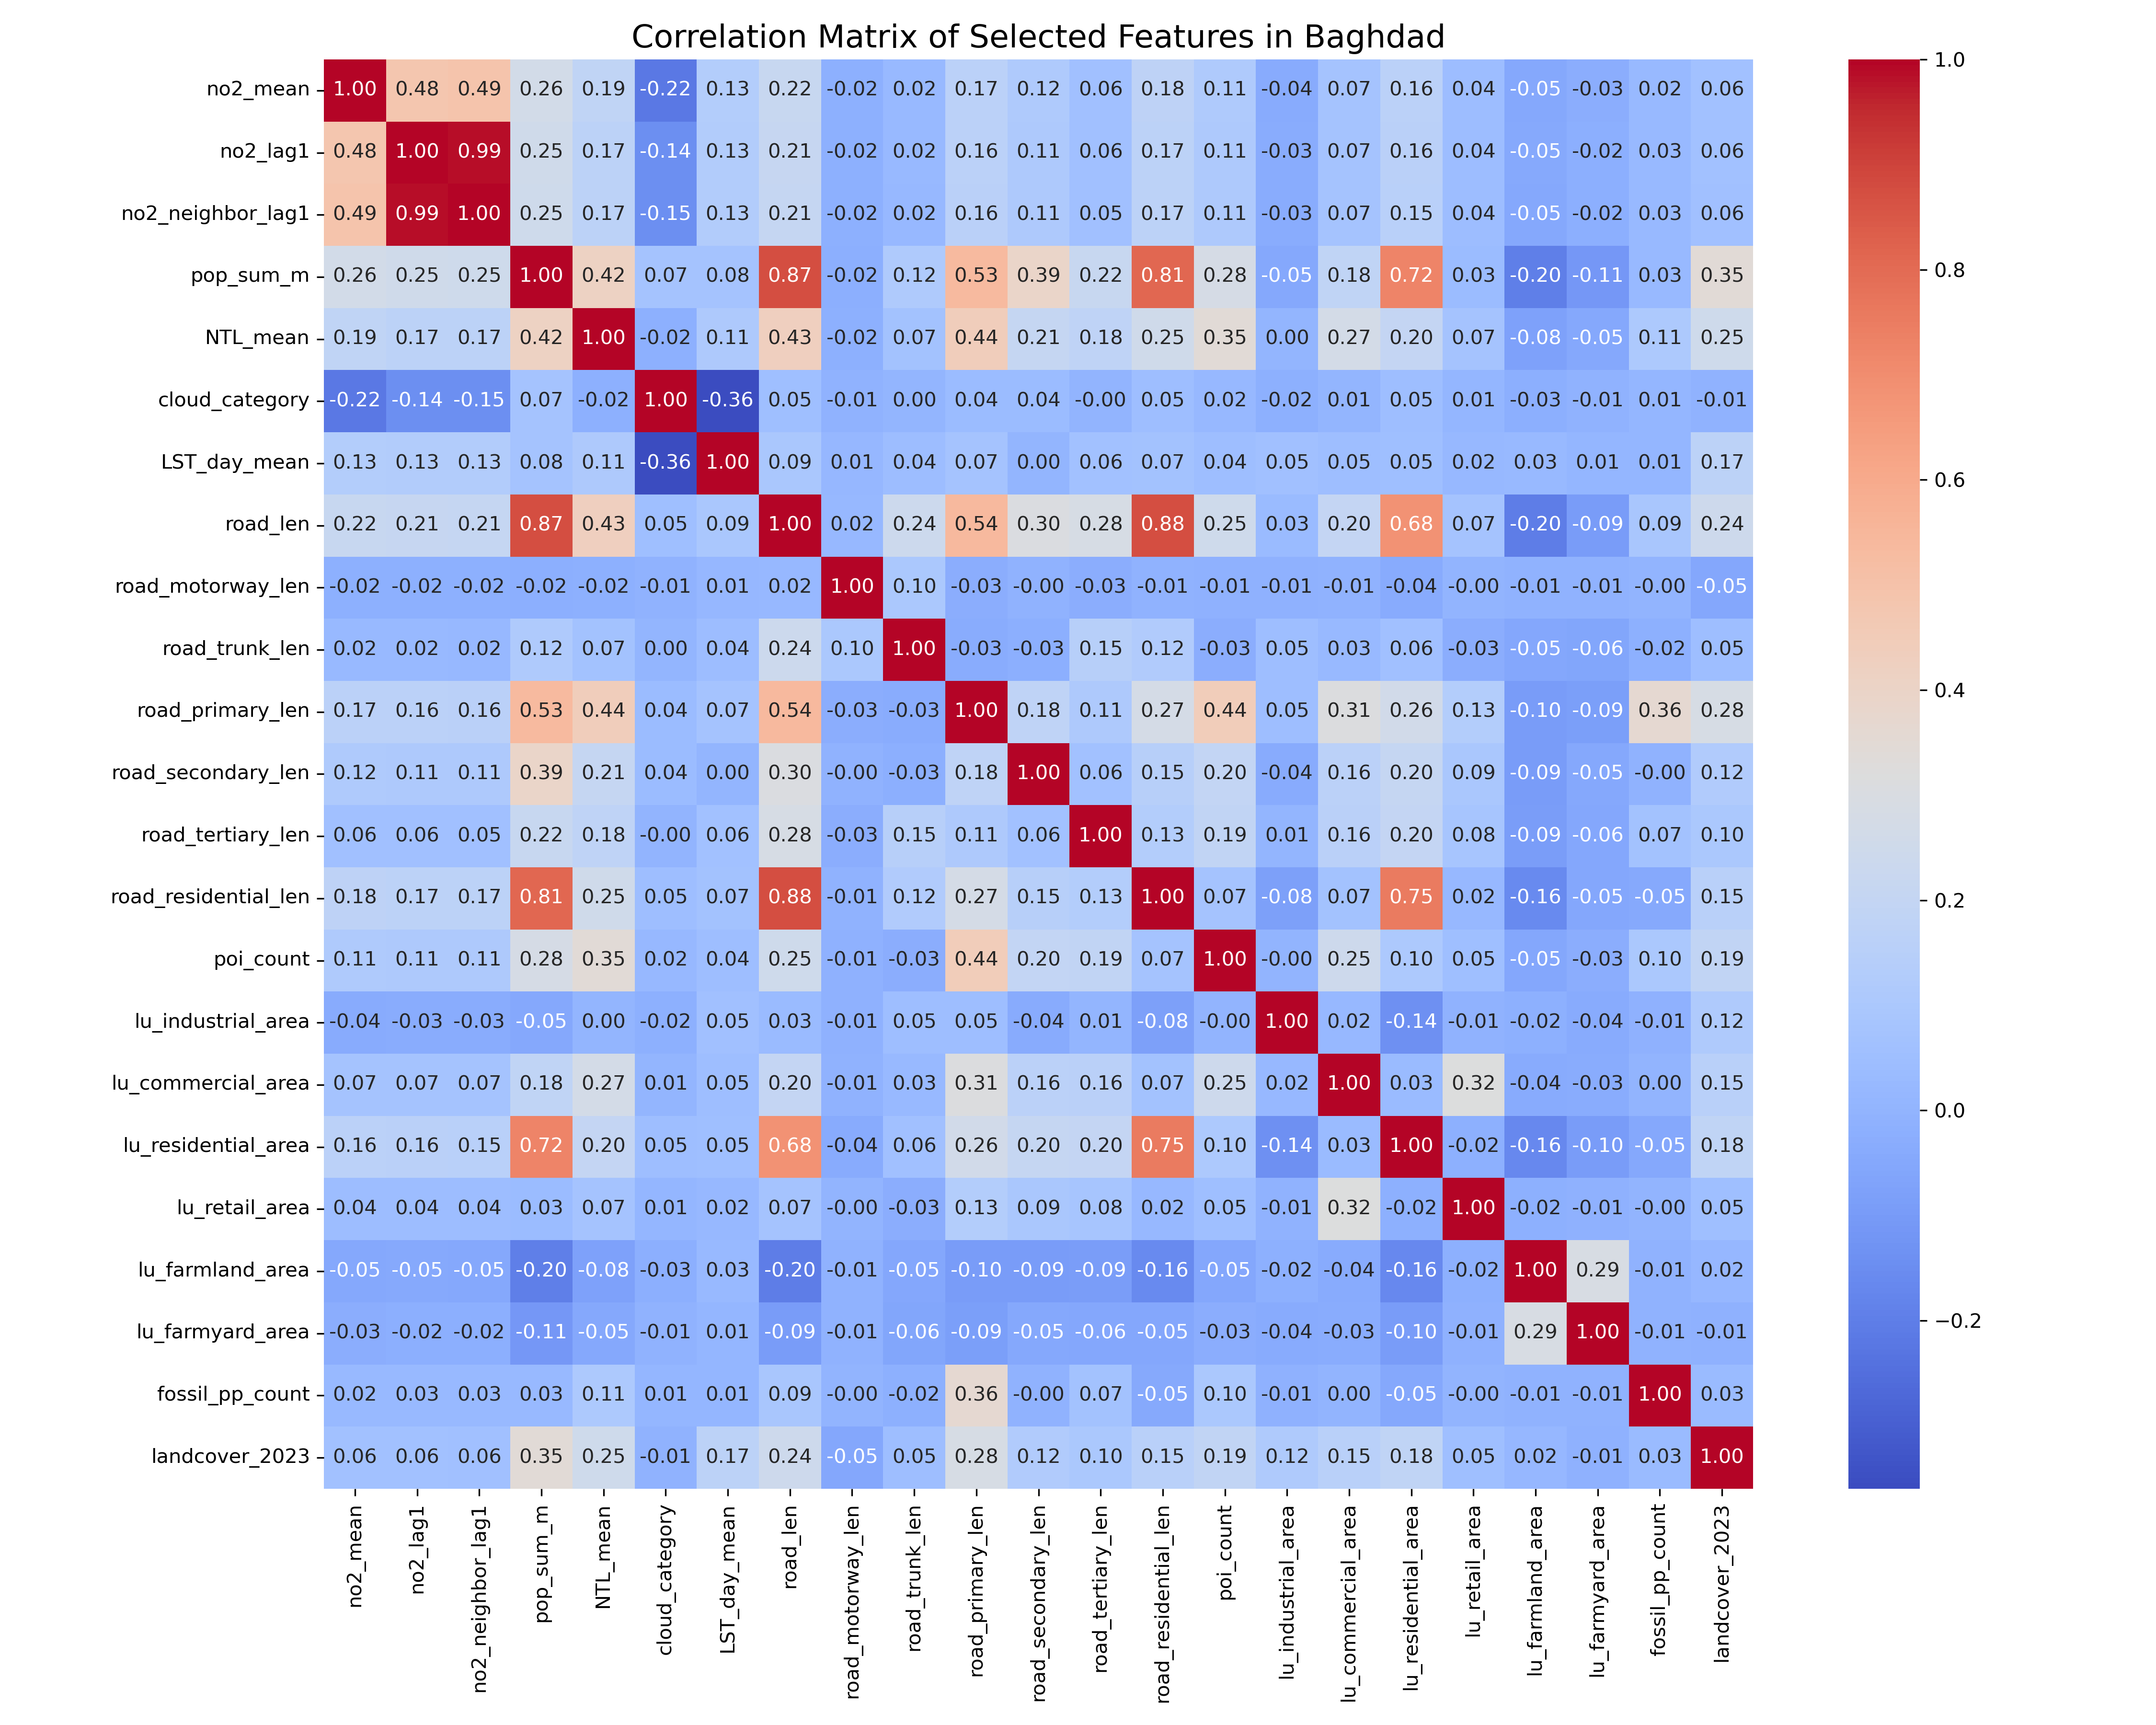 Correlation Matrix of Selected Features in Baghdad
no2_mean 1.00 0.48 0.49 0.26 0.19 -0.22 0.13 0.22 -0.02 0.02 0.17 0.12 0.06 0.18 0.11 -0.04 0.07 0.16 0.04 -0.05 -0.03 0.02 0.06
no2_lag1 0.48 1.00 0.99 0.25 0.17 -0.14 0.13 0.21 -0.02 0.02 0.16 0.11 0.06 0.17 0.11 -0.03 0.07 0.16 0.04 -0.05 -0.02 0.03 0.06
no2_neighbor_lag1 0.49 0.99 1.00 0.25 0.17 -0.15 0.13 0.21 -0.02 0.02 0.16 0.11 0.05 0.17 0.11 -0.03 0.07 0.15 0.04 -0.05 -0.02 0.03 0.06
pop_sum_m 0.26 0.25 0.25 1.00 0.42 0.07 0.08 0.87 -0.02 0.12 0.53 0.39 0.22 0.81 0.28 -0.05 0.18 0.72 0.03 -0.20 -0.11 0.03 0.35
NTL_mean 0.19 0.17 0.17 0.42 1.00 -0.02 0.11 0.43 -0.02 0.07 0.44 0.21 0.18 0.25 0.35 0.00 0.27 0.20 0.07 -0.08 -0.05 0.11 0.25
cloud_category -0.22 -0.14 -0.15 0.07 -0.02 1.00 -0.36 0.05 -0.01 0.00 0.04 0.04 -0.00 0.05 0.02 -0.02 0.01 0.05 0.01 -0.03 -0.01 0.01 -0.01
LST_day_mean 0.13 0.13 0.13 0.08 0.11 -0.36 1.00 0.09 0.01 0.04 0.07 0.00 0.06 0.07 0.04 0.05 0.05 0.05 0.02 0.03 0.01 0.01 0.17
road_len 0.22 0.21 0.21 0.87 0.43 0.05 0.09 1.00 0.02 0.24 0.54 0.30 0.28 0.88 0.25 0.03 0.20 0.68 0.07 -0.20 -0.09 0.09 0.24
road_motorway_len -0.02 -0.02 -0.02 -0.02 -0.02 -0.01 0.01 0.02 1.00 0.10 -0.03 -0.00 -0.03 -0.01 -0.01 -0.01 -0.01 -0.04 -0.00 -0.01 -0.01 -0.00 -0.05
road_trunk_len 0.02 0.02 0.02 0.12 0.07 0.00 0.04 0.24 0.10 1.00 -0.03 -0.03 0.15 0.12 -0.03 0.05 0.03 0.06 -0.03 -0.05 -0.06 -0.02 0.05
road_primary_len 0.17 0.16 0.16 0.53 0.44 0.04 0.07 0.54 -0.03 -0.03 1.00 0.18 0.11 0.27 0.44 0.05 0.31 0.26 0.13 -0.10 -0.09 0.36 0.28
road_secondary_len 0.12 0.11 0.11 0.39 0.21 0.04 0.00 0.30 -0.00 -0.03 0.18 1.00 0.06 0.15 0.20 -0.04 0.16 0.20 0.09 -0.09 -0.05 -0.00 0.12
road_tertiary_len 0.06 0.06 0.05 0.22 0.18 -0.00 0.06 0.28 -0.03 0.15 0.11 0.06 1.00 0.13 0.19 0.01 0.16 0.20 0.08 -0.09 -0.06 0.07 0.10
road_residential_len 0.18 0.17 0.17 0.81 0.25 0.05 0.07 0.88 -0.01 0.12 0.27 0.15 0.13 1.00 0.07 -0.08 0.07 0.75 0.02 -0.16 -0.05 -0.05 0.15
poi_count 0.11 0.11 0.11 0.28 0.35 0.02 0.04 0.25 -0.01 -0.03 0.44 0.20 0.19 0.07 1.00 -0.00 0.25 0.10 0.05 -0.05 -0.03 0.10 0.19
lu_industrial_area -0.04 -0.03 -0.03 -0.05 0.00 -0.02 0.05 0.03 -0.01 0.05 0.05 -0.04 0.01 -0.08 -0.00 1.00 0.02 -0.14 -0.01 -0.02 -0.04 -0.01 0.12
lu_commercial_area 0.07 0.07 0.07 0.18 0.27 0.01 0.05 0.20 -0.01 0.03 0.31 0.16 0.16 0.07 0.25 0.02 1.00 0.03 0.32 -0.04 -0.03 0.00 0.15
lu_residential_area 0.16 0.16 0.15 0.72 0.20 0.05 0.05 0.68 -0.04 0.06 0.26 0.20 0.20 0.75 0.10 -0.14 0.03 1.00 -0.02 -0.16 -0.10 -0.05 0.18
lu_retail_area 0.04 0.04 0.04 0.03 0.07 0.01 0.02 0.07 -0.00 -0.03 0.13 0.09 0.08 0.02 0.05 -0.01 0.32 -0.02 1.00 -0.02 -0.01 -0.00 0.05
lu_farmland_area -0.05 -0.05 -0.05 -0.20 -0.08 -0.03 0.03 -0.20 -0.01 -0.05 -0.10 -0.09 -0.09 -0.16 -0.05 -0.02 -0.04 -0.16 -0.02 1.00 0.29 -0.01 0.02
lu_farmyard_area -0.03 -0.02 -0.02 -0.11 -0.05 -0.01 0.01 -0.09 -0.01 -0.06 -0.09 -0.05 -0.06 -0.05 -0.03 -0.04 -0.03 -0.10 -0.01 0.29 1.00 -0.01 -0.01
fossil_pp_count 0.02 0.03 0.03 0.03 0.11 0.01 0.01 0.09 -0.00 -0.02 0.36 -0.00 0.07 -0.05 0.10 -0.01 0.00 -0.05 -0.00 -0.01 -0.01 1.00 0.03
landcover_2023 0.06 0.06 0.06 0.35 0.25 -0.01 0.17 0.24 -0.05 0.05 0.28 0.12 0.10 0.15 0.19 0.12 0.15 0.18 0.05 0.02 -0.01 0.03 1.00
no2_mean
no2_lag1
no2_neighbor_lag1
pop_sum_m
NTL_mean
cloud_category
LST_day_mean
road_len
road_motorway_len
road_trunk_len
road_primary_len
road_secondary_len
road_tertiary_len
road_residential_len
poi_count
lu_industrial_area
lu_commercial_area
lu_residential_area
lu_retail_area
lu_farmland_area
lu_farmyard_area
fossil_pp_count
landcover_2023
1.0
0.8
0.6
0.4
0.2
0.0
−0.2